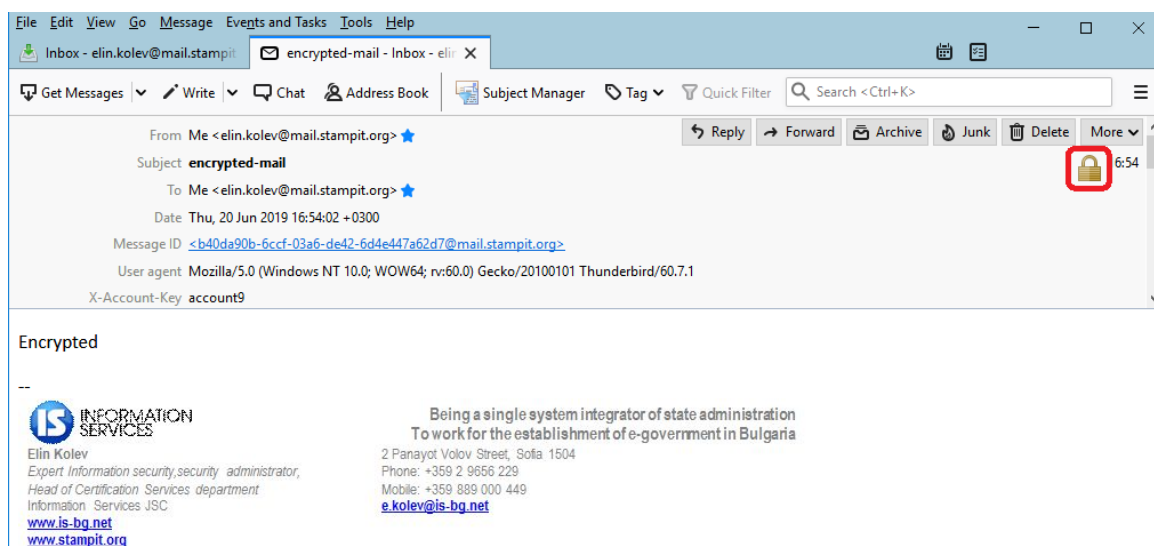 File Edit View Go Message Events and Tasks Tools Help
Inbox - elin.kolev@mail.stampit
encrypted-mail - Inbox - elin
Get Messages Write Chat Address Book Subject Manager Tag Quick Filter Search <Ctrl+K>
From Me <elin.kolev@mail.stampit.org>
Reply Forward Archive Junk Delete More
Subject encrypted-mail
6:54
To Me <elin.kolev@mail.stampit.org>
Date Thu, 20 Jun 2019 16:54:02 +0300
Message ID <b40da90b-6ccf-03a6-de42-6d4e447a62d7@mail.stampit.org>
User agent Mozilla/5.0 (Windows NT 10.0; WOW64; rv:60.0) Gecko/20100101 Thunderbird/60.7.1
X-Account-Key account9
Encrypted
--
IS INFORMATION
SERVICES
Elin Kolev
Expert Information security,security administrator,
Head of Certification Services department
Information Services JSC
www.is-bg.net
www.stampit.org
Being a single system integrator of state administration
To work for the establishment of e-government in Bulgaria
2 Panayot Volov Street, Sofia 1504
Phone: +359 2 9656 229
Mobile: +359 889 000 449
e.kolev@is-bg.net